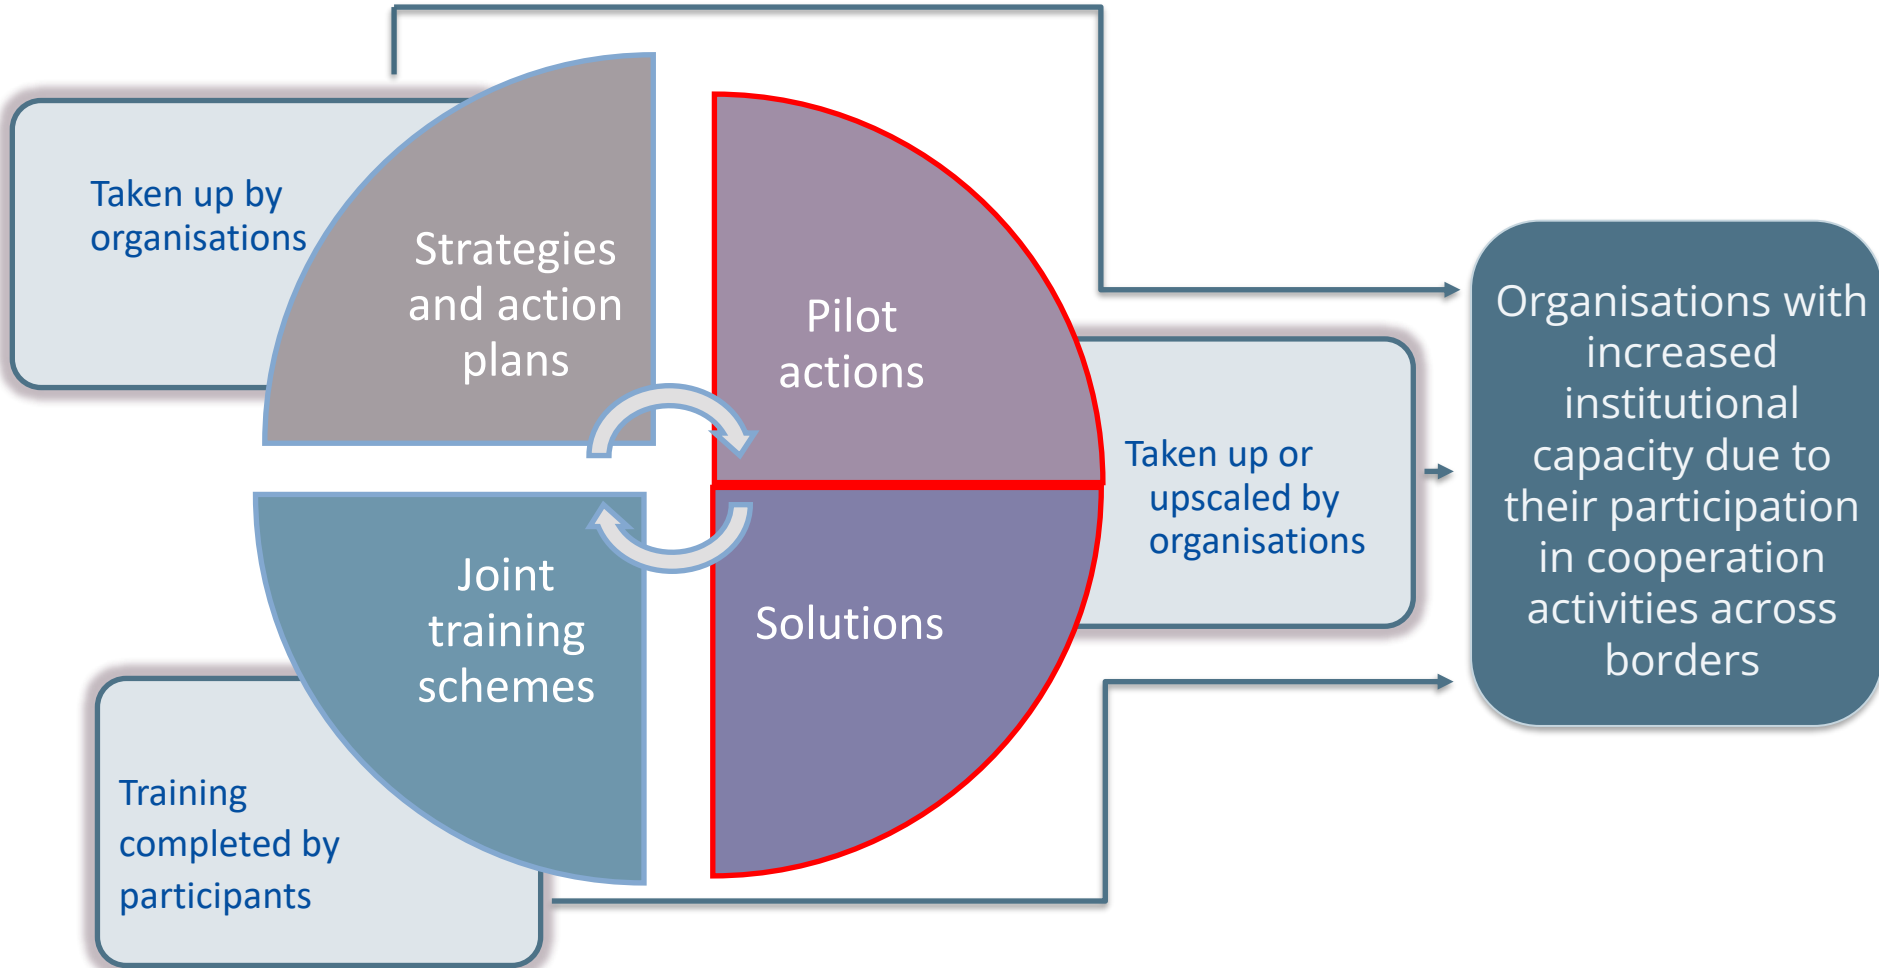 Taken up by
organisations
Strategies
and action
plans
Pilot
actions
Taken up or
upscaled by
organisations
Joint
training
schemes
Solutions
Training
completed by
participants
Organisations with
increased
institutional
capacity due to
their participation
in cooperation
activities across
borders